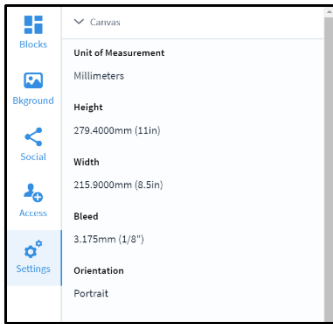 Canvas
Blocks
Unit of Measurement
Millimeters
Bkground
Height
279.4000mm (11in)
Social
Width
215.9000mm (8.5in)
Access
Bleed
3.175mm (1/8")
Settings
Orientation
Portrait